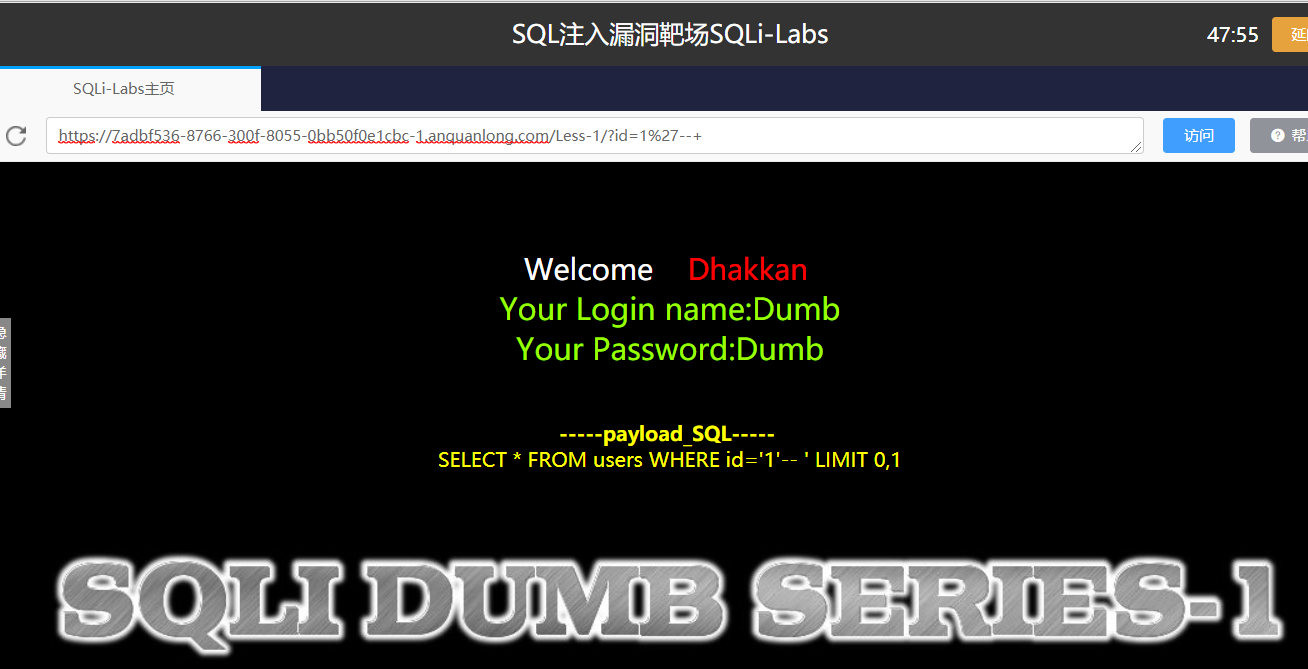 SQL注入漏洞靶场SQLi-Labs
47:55
延
SQLi-Labs主页
https://7adbf536-8766-300f-8055-0bb50f0e1cbc-1.anquanlong.com/Less-1/?id=1%27--+
访问
帮
Welcome Dhakkan
Your Login name:Dumb
Your Password:Dumb
-----payload_SQL-----
SELECT * FROM users WHERE id='1'-- ' LIMIT 0,1
SQLI DUMB SERIES-1